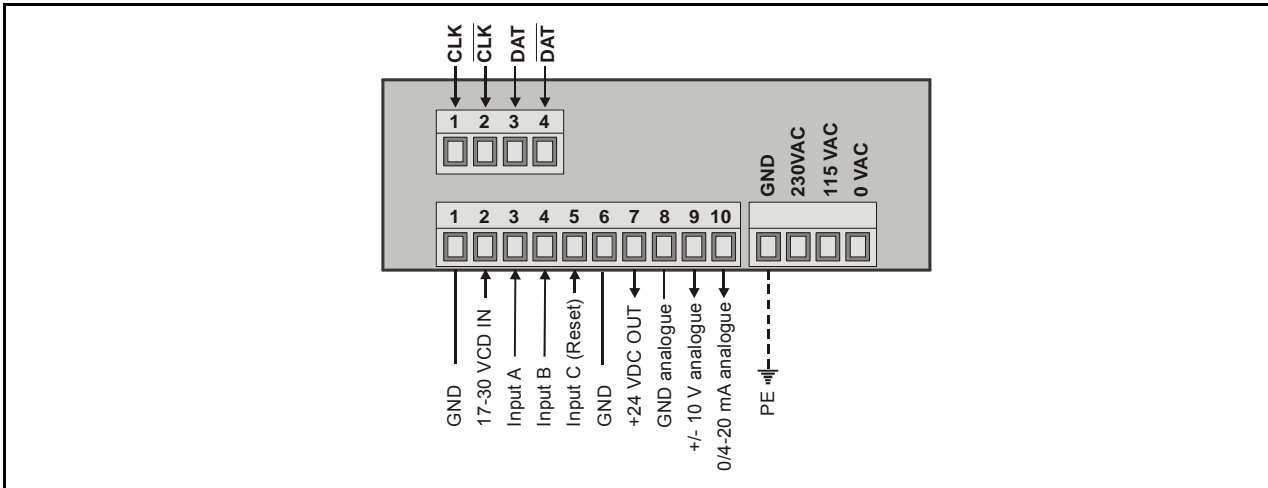 CLK
C̅L̅K̅
DAT
D̅A̅T̅
1 2 3 4
GND
230VAC
115 VAC
0 VAC
1 2 3 4 5 6 7 8 9 10
GND
17-30 VCD IN
Input A
Input B
Input C (Reset)
GND
+24 VDC OUT
GND analogue
+/- 10 V analogue
0/4-20 mA analogue
PE